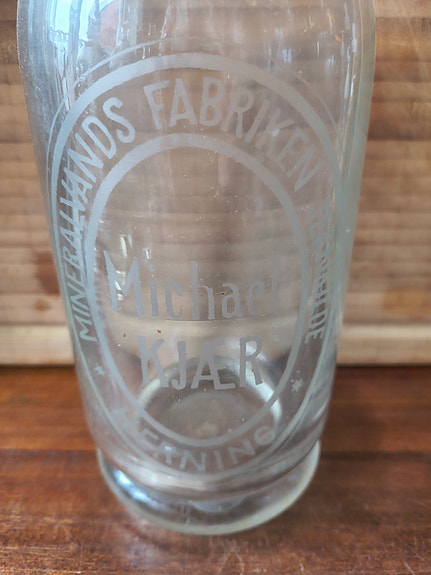 MINERALVANDS FABRIKEN
Michael
KJÆR
HERNING